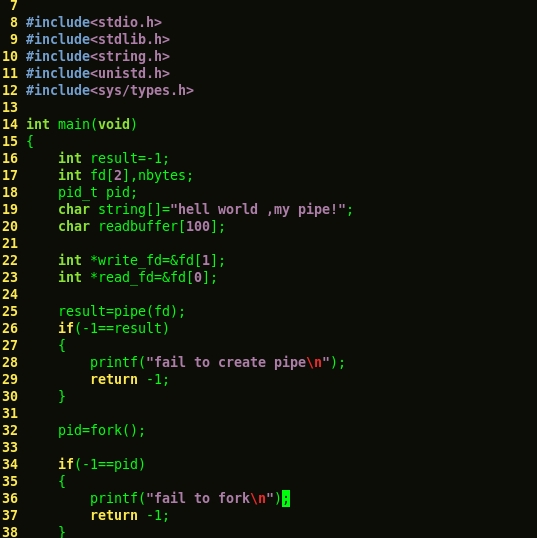 7
8 #include<stdio.h>
9 #include<stdlib.h>
10 #include<string.h>
11 #include<unistd.h>
12 #include<sys/types.h>
13
14 int main(void)
15 {
16     int result=-1;
17     int fd[2],nbytes;
18     pid_t pid;
19     char string[]="hell world ,my pipe!";
20     char readbuffer[100];
21
22     int *write_fd=&fd[1];
23     int *read_fd=&fd[0];
24
25     result=pipe(fd);
26     if(-1==result)
27     {
28         printf("fail to create pipe\n");
29         return -1;
30     }
31
32     pid=fork();
33
34     if(-1==pid)
35     {
36         printf("fail to fork\n");
37         return -1;
38     }